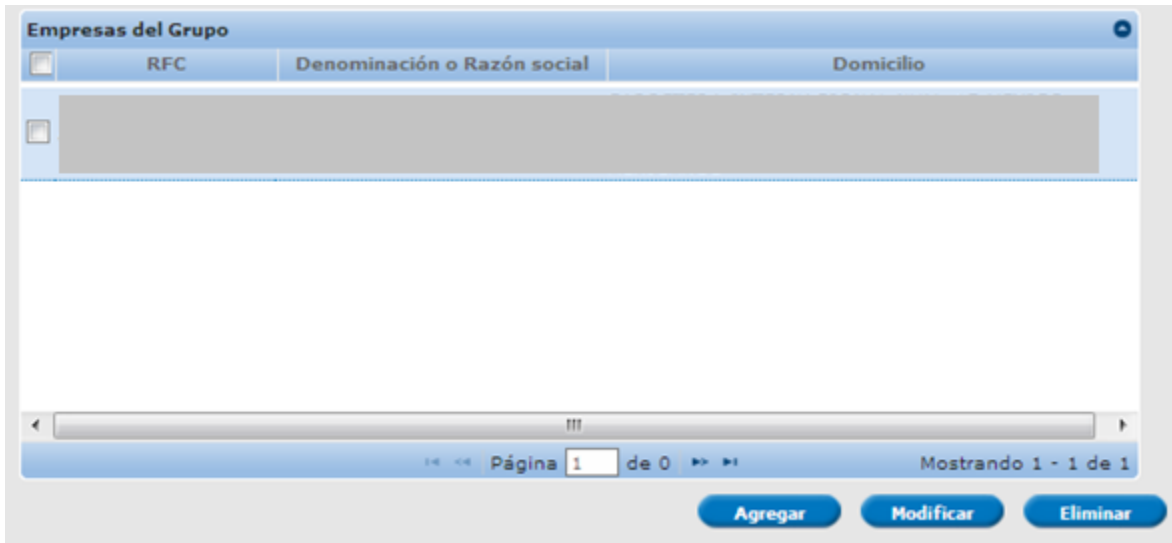 Empresas del Grupo
RFC Denominación o Razón social Domicilio
Página 1 de 0 Mostrando 1 - 1 de 1
Agregar Modificar Eliminar